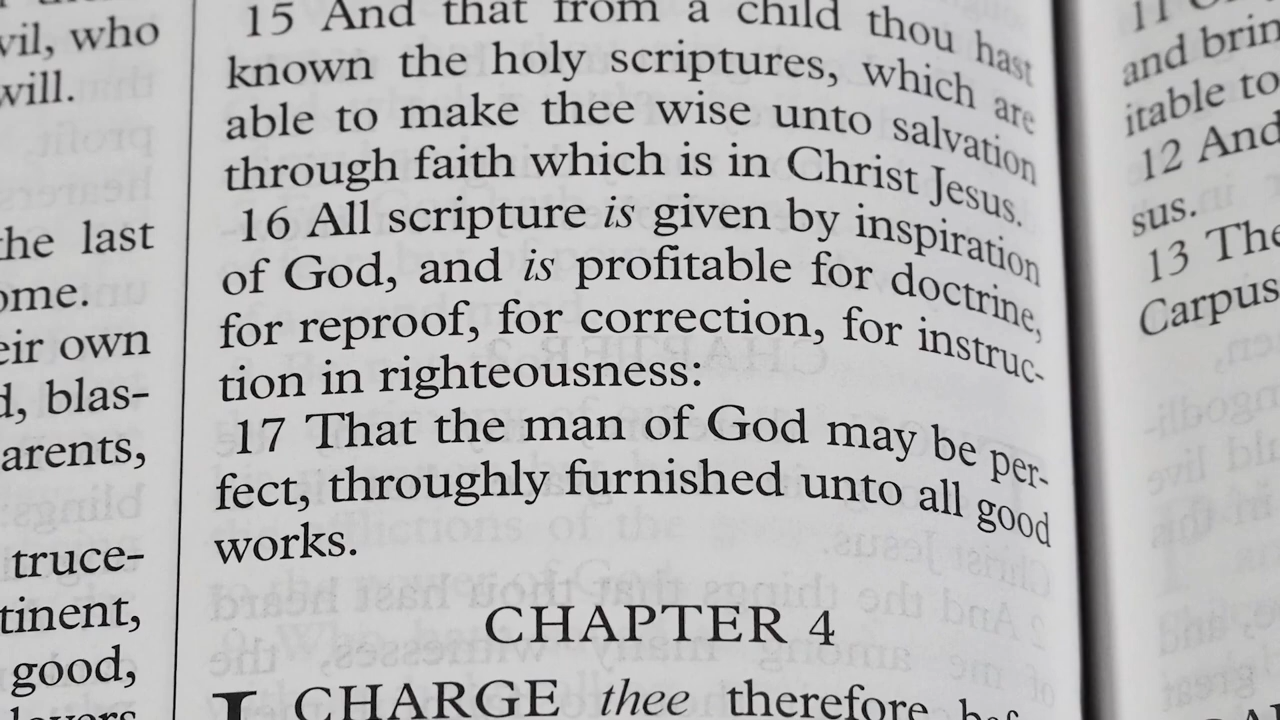 vil, who
will.
the last
ome.
eir own
d, blas-
arents,
truce-
tinent,
good,
lovers
15 And that from a child thou hast
known the holy scriptures, which are
able to make thee wise unto salvation
through faith which is in Christ Jesus.
16 All scripture is given by inspiration
of God, and is profitable for doctrine,
for reproof, for correction, for instruc-
tion in righteousness:
17 That the man of God may be per-
fect, throughly furnished unto all good
works.
CHAPTER 4
I CHARGE thee therefore bef
11
and brin
itable to
12 And
sus.
13 The
Carpus